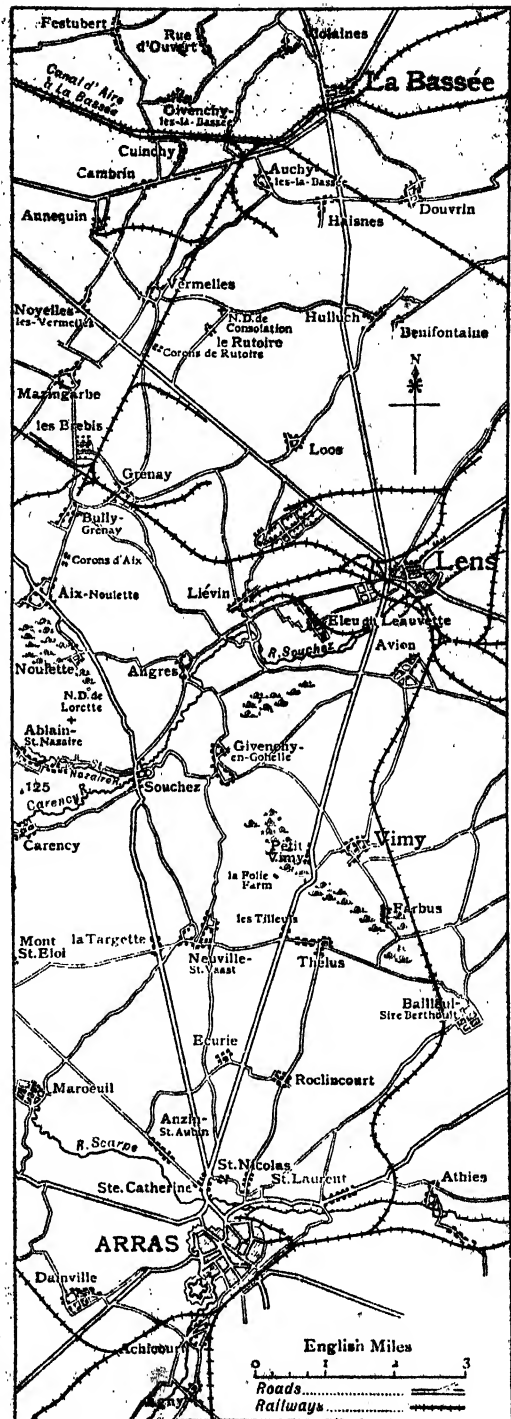 Festubert
Rue
d'Ouvert
Violaines
La Bassée
Canal d'Aire
à La Bassée
Givenchy-
les-la-Bassée
Cuinchy
Cambrin
Auchy
les-la-Bass
Annequin
Haisnes
Douvrin
Vermelles
Noyelles
les-Vermelles
N.D. de
Consolation
le Rutoire
Hulluch
Benifontaine
Corons de Rutoire
N
Mazingarbe
les Brebis
Loos
Grenay
Bully-
Grenay
Lens
Corons d'Aix
Aix-Noulette
Liévin
Eleu dit Leauvette
R. Souchez
Avion
Noulette
Angres
N.D. de
Lorette
Ablain-
St. Nazaire
Givenchy-
en-Gohelle
St.
Nazaire
Souchez
125
Carency R.
Carency
Petit
Vimy
Vimy
la Folie
Farm
Farbus
les Tilleuls
la Targette
Mont
St. Eloi
Neuville-
St. Vaast
Thelus
Bailleul-
Sire Berthoult
Ecurie
Roclincourt
Maroeuil
Anzin-
St. Aubin
R. Scarpe
St. Nicolas
St. Laurent
Athies
Ste. Catherine
ARRAS
Dainville
Achicourt
Agny
English Miles
0 1 2 3
Roads
Railways